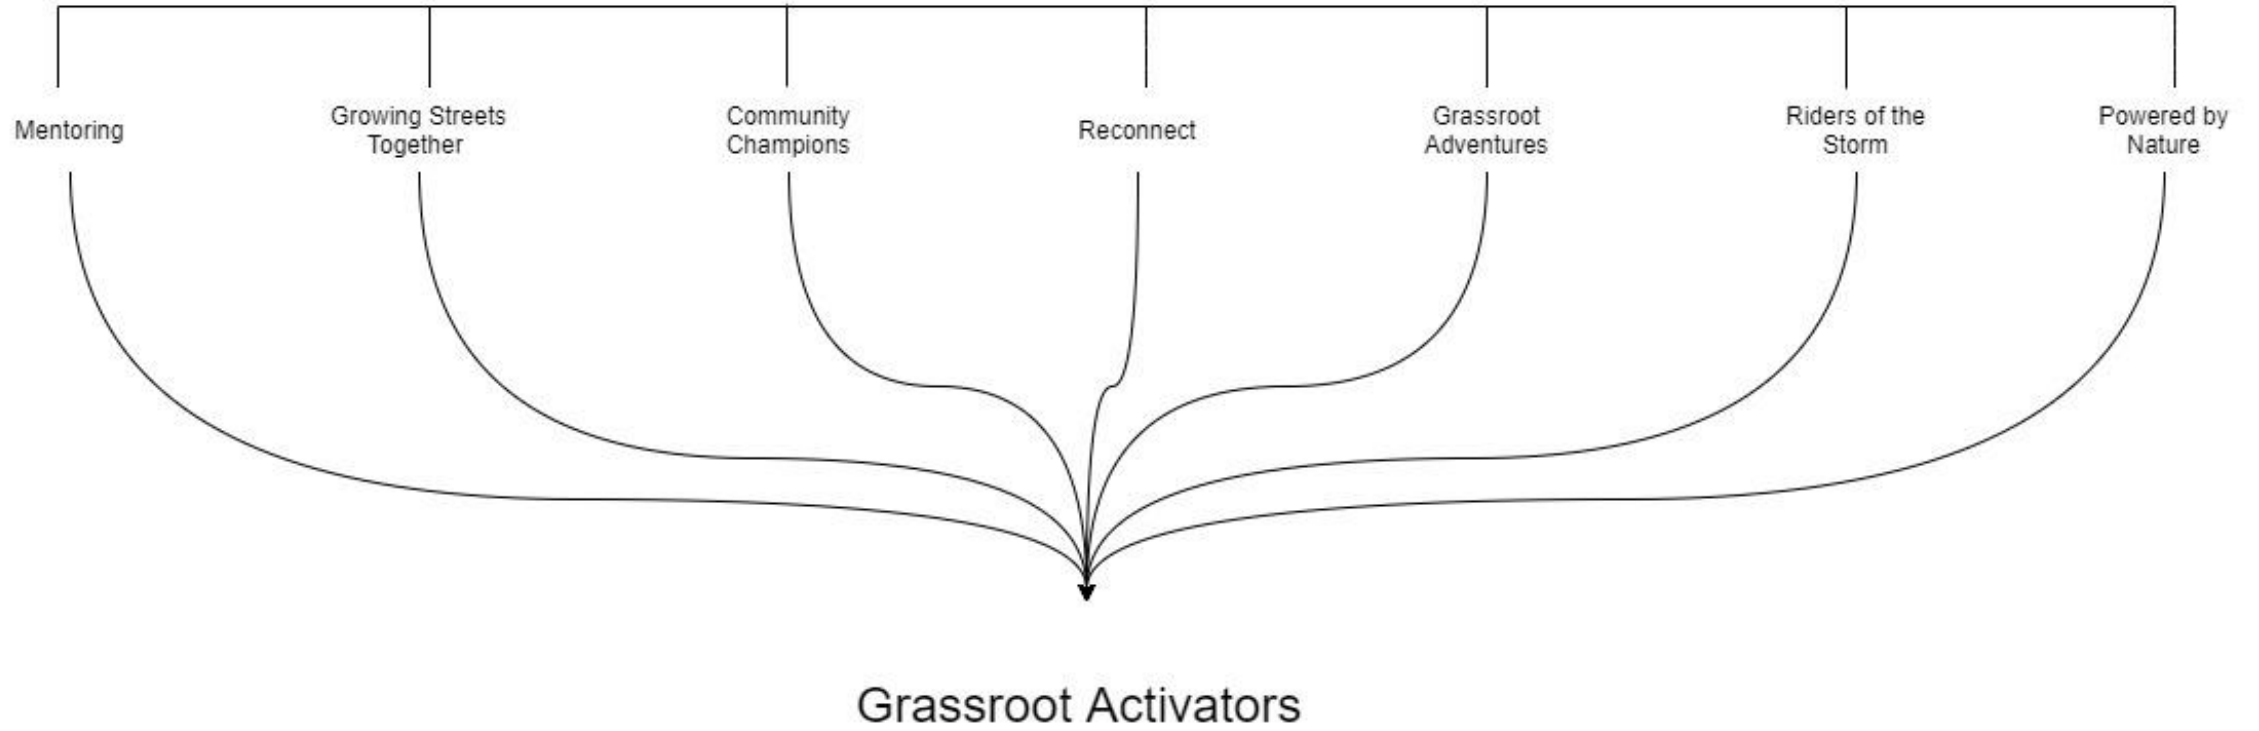 Mentoring
Growing Streets
Together
Community
Champions
Reconnect
Grassroot
Adventures
Riders of the
Storm
Powered by
Nature
Grassroot Activators